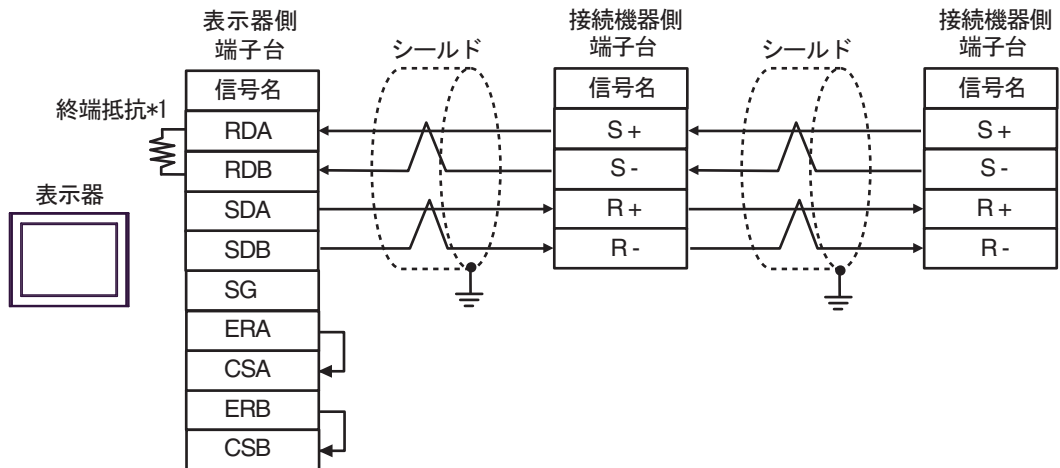 表示器側
端子台
シールド
接続機器側
端子台
シールド
接続機器側
端子台
終端抵抗*1
表示器
信号名
RDA
RDB
SDA
SDB
SG
ERA
CSA
ERB
CSB
信号名
S +
S -
R +
R -
信号名
S +
S -
R +
R -